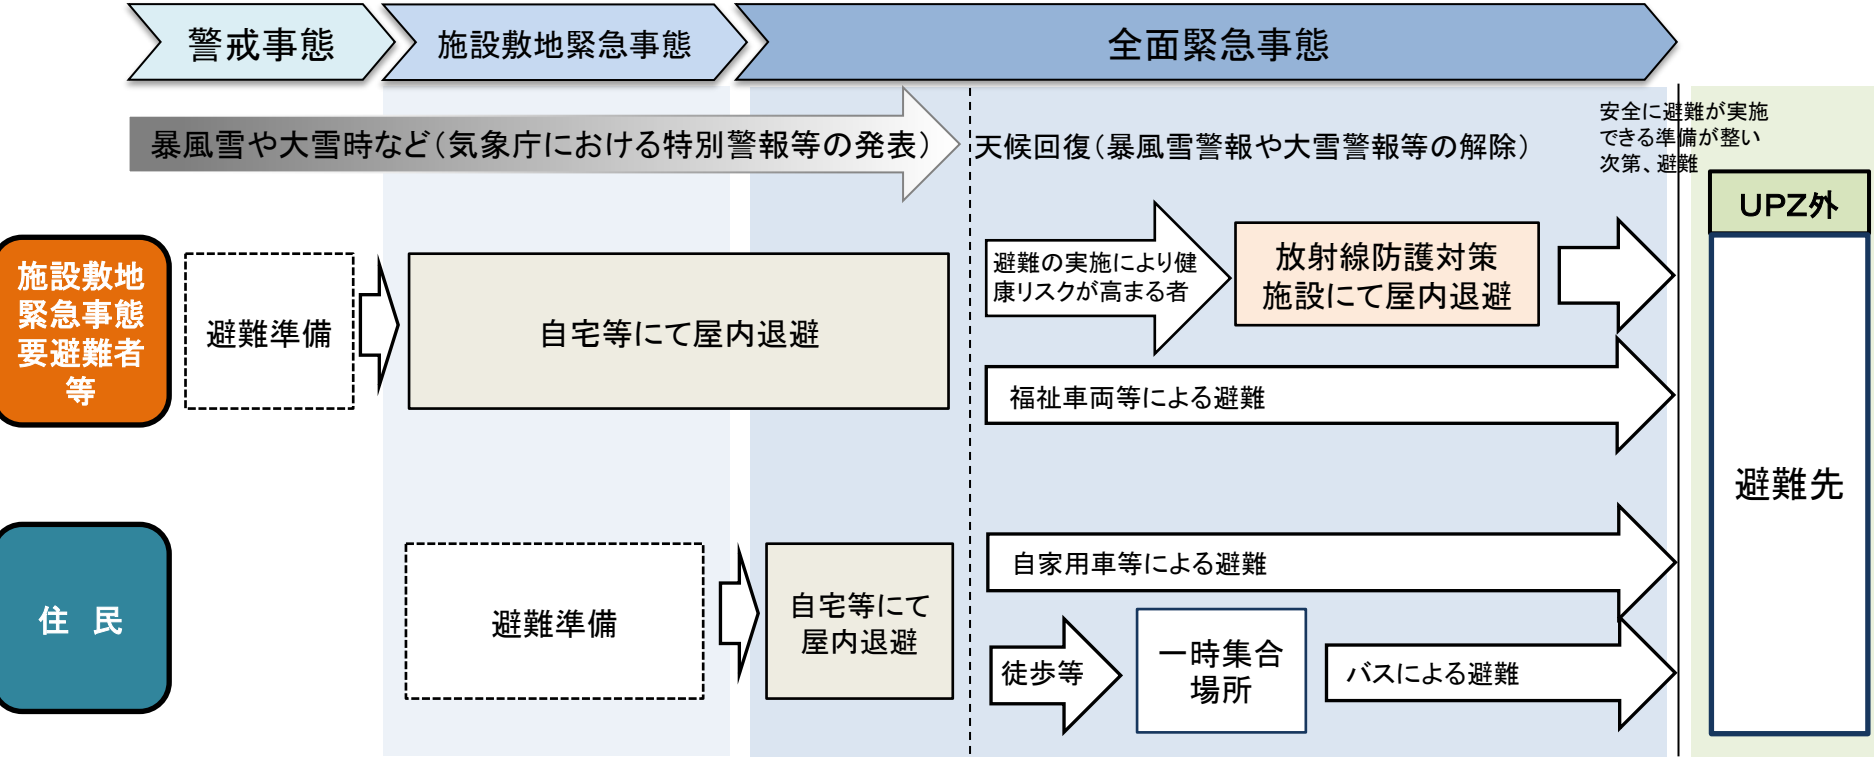 警戒事態
施設敷地緊急事態
全面緊急事態
暴風雪や大雪時など（気象庁における特別警報等の発表）
天候回復（暴風雪警報や大雪警報等の解除）
安全に避難が実施
できる準備が整い
次第、避難
UPZ外
避難先
施設敷地
緊急事態
要避難者
等
避難準備
自宅等にて屋内退避
避難の実施により健
康リスクが高まる者
放射線防護対策
施設にて屋内退避
福祉車両等による避難
住　民
避難準備
自宅等にて
屋内退避
自家用車等による避難
徒歩等
一時集合
場所
バスによる避難